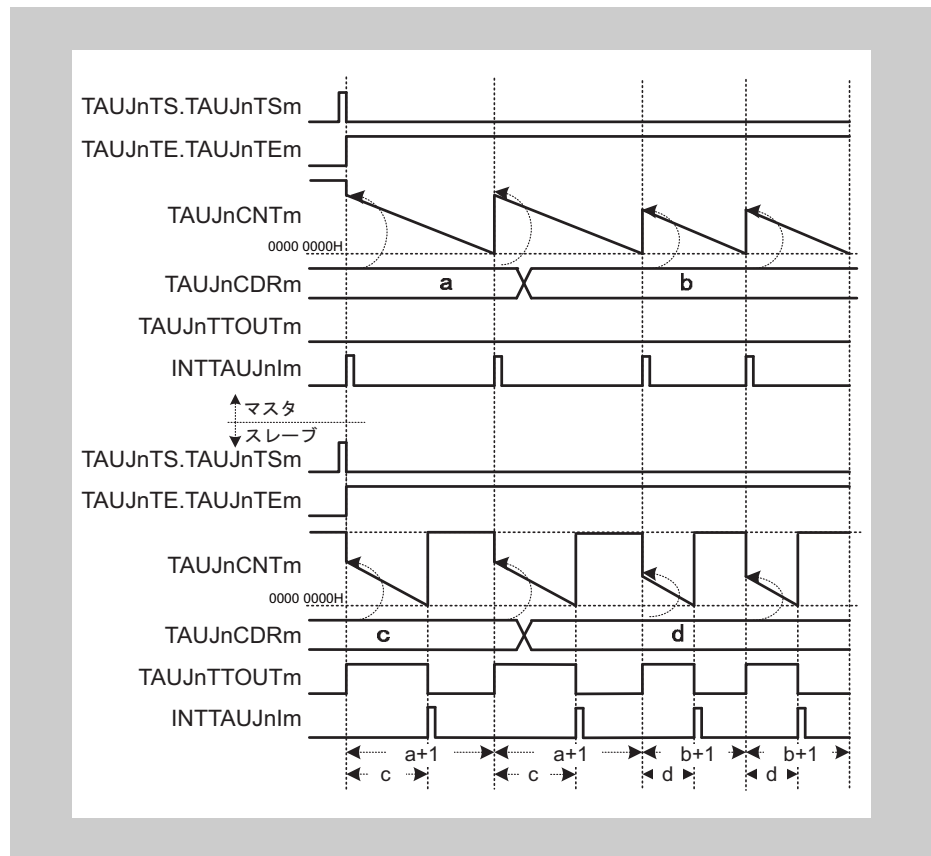 TAUJnTS.TAUJnTSm
TAUJnTE.TAUJnTEm
TAUJnCNTm
0000 0000H
TAUJnCDRm
a
b
TAUJnTTOUTm
INTTAUJnIm
マスタ
スレーブ
TAUJnTS.TAUJnTSm
TAUJnTE.TAUJnTEm
TAUJnCNTm
0000 0000H
TAUJnCDRm
c
d
TAUJnTTOUTm
INTTAUJnIm
a+1 a+1 b+1 b+1
c c d d